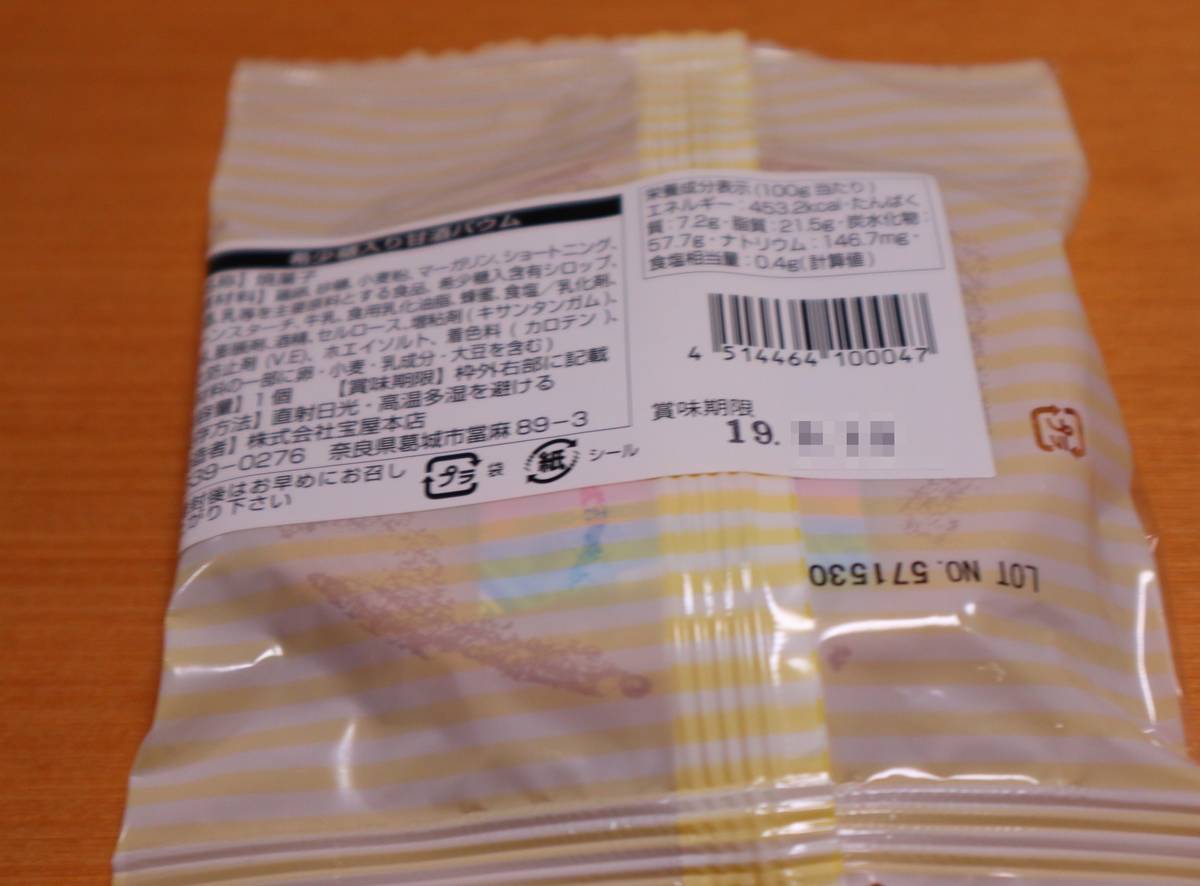 希少糖入り甘酒バウム
称】焼菓子
材料】鶏卵、砂糖、小麦粉、マーガリン、ショートニング、
乳等を主要原料とする食品、希少糖入含有シロップ、
ンスターチ、牛乳、食用乳化油脂、蜂蜜、食塩／乳化剤、
膨脹剤、酒精、セルロース、増粘剤(キサンタンガム)、
防止剤(V.E)、ホエイソルト、着色料(カロテン)、
材料の一部に卵・小麦・乳成分・大豆を含む)
容量】1個 【賞味期限】枠外右部に記載
方法】直射日光・高温多湿を避ける
造者】株式会社宝屋本店
39-0276 奈良県葛城市當麻89-3
封後はお早めにお召し
がり下さい
プラ 袋 紙 シール
栄養成分表示(100g当たり)
エネルギー：453.2kcal・たんぱく
質：7.2g・脂質：21.5g・炭水化物：
57.7g・ナトリウム：146.7mg・
食塩相当量：0.4g(計算値)
4 514464 100047
賞味期限
19.
プラ
LOT NO.571530